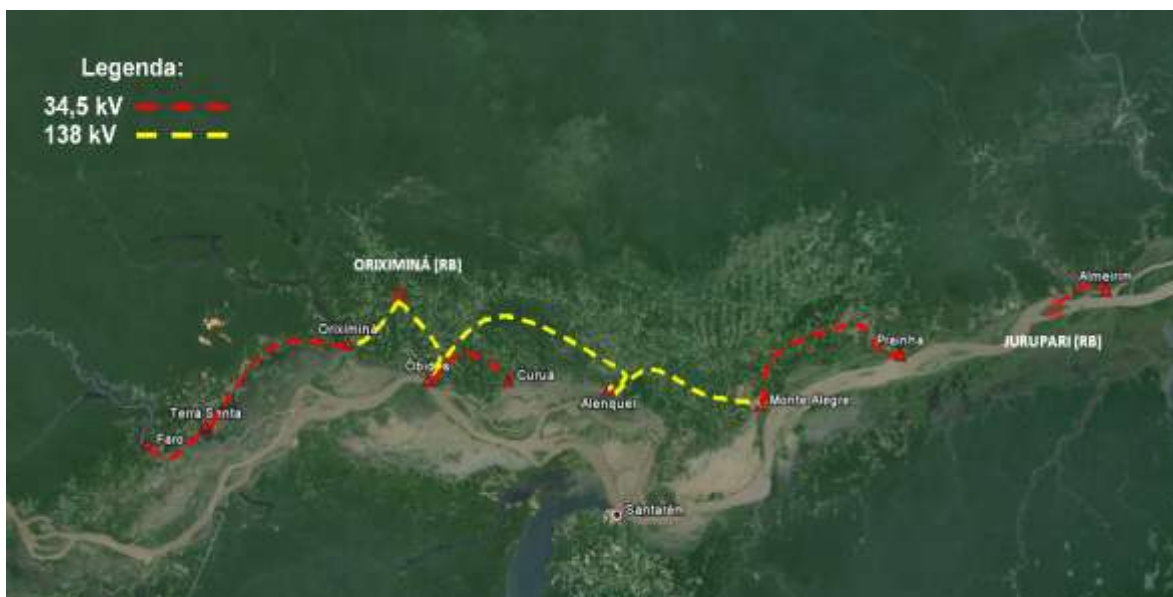 Legenda:
34,5 kV
138 kV
ORIXIMINÁ (RB)
Almeirim
Oriximiná
Prainha
JURUPARI (RB)
Óbidos
Curuá
Alenquer
Monte Alegre
Terra Santa
Faro
Santarén